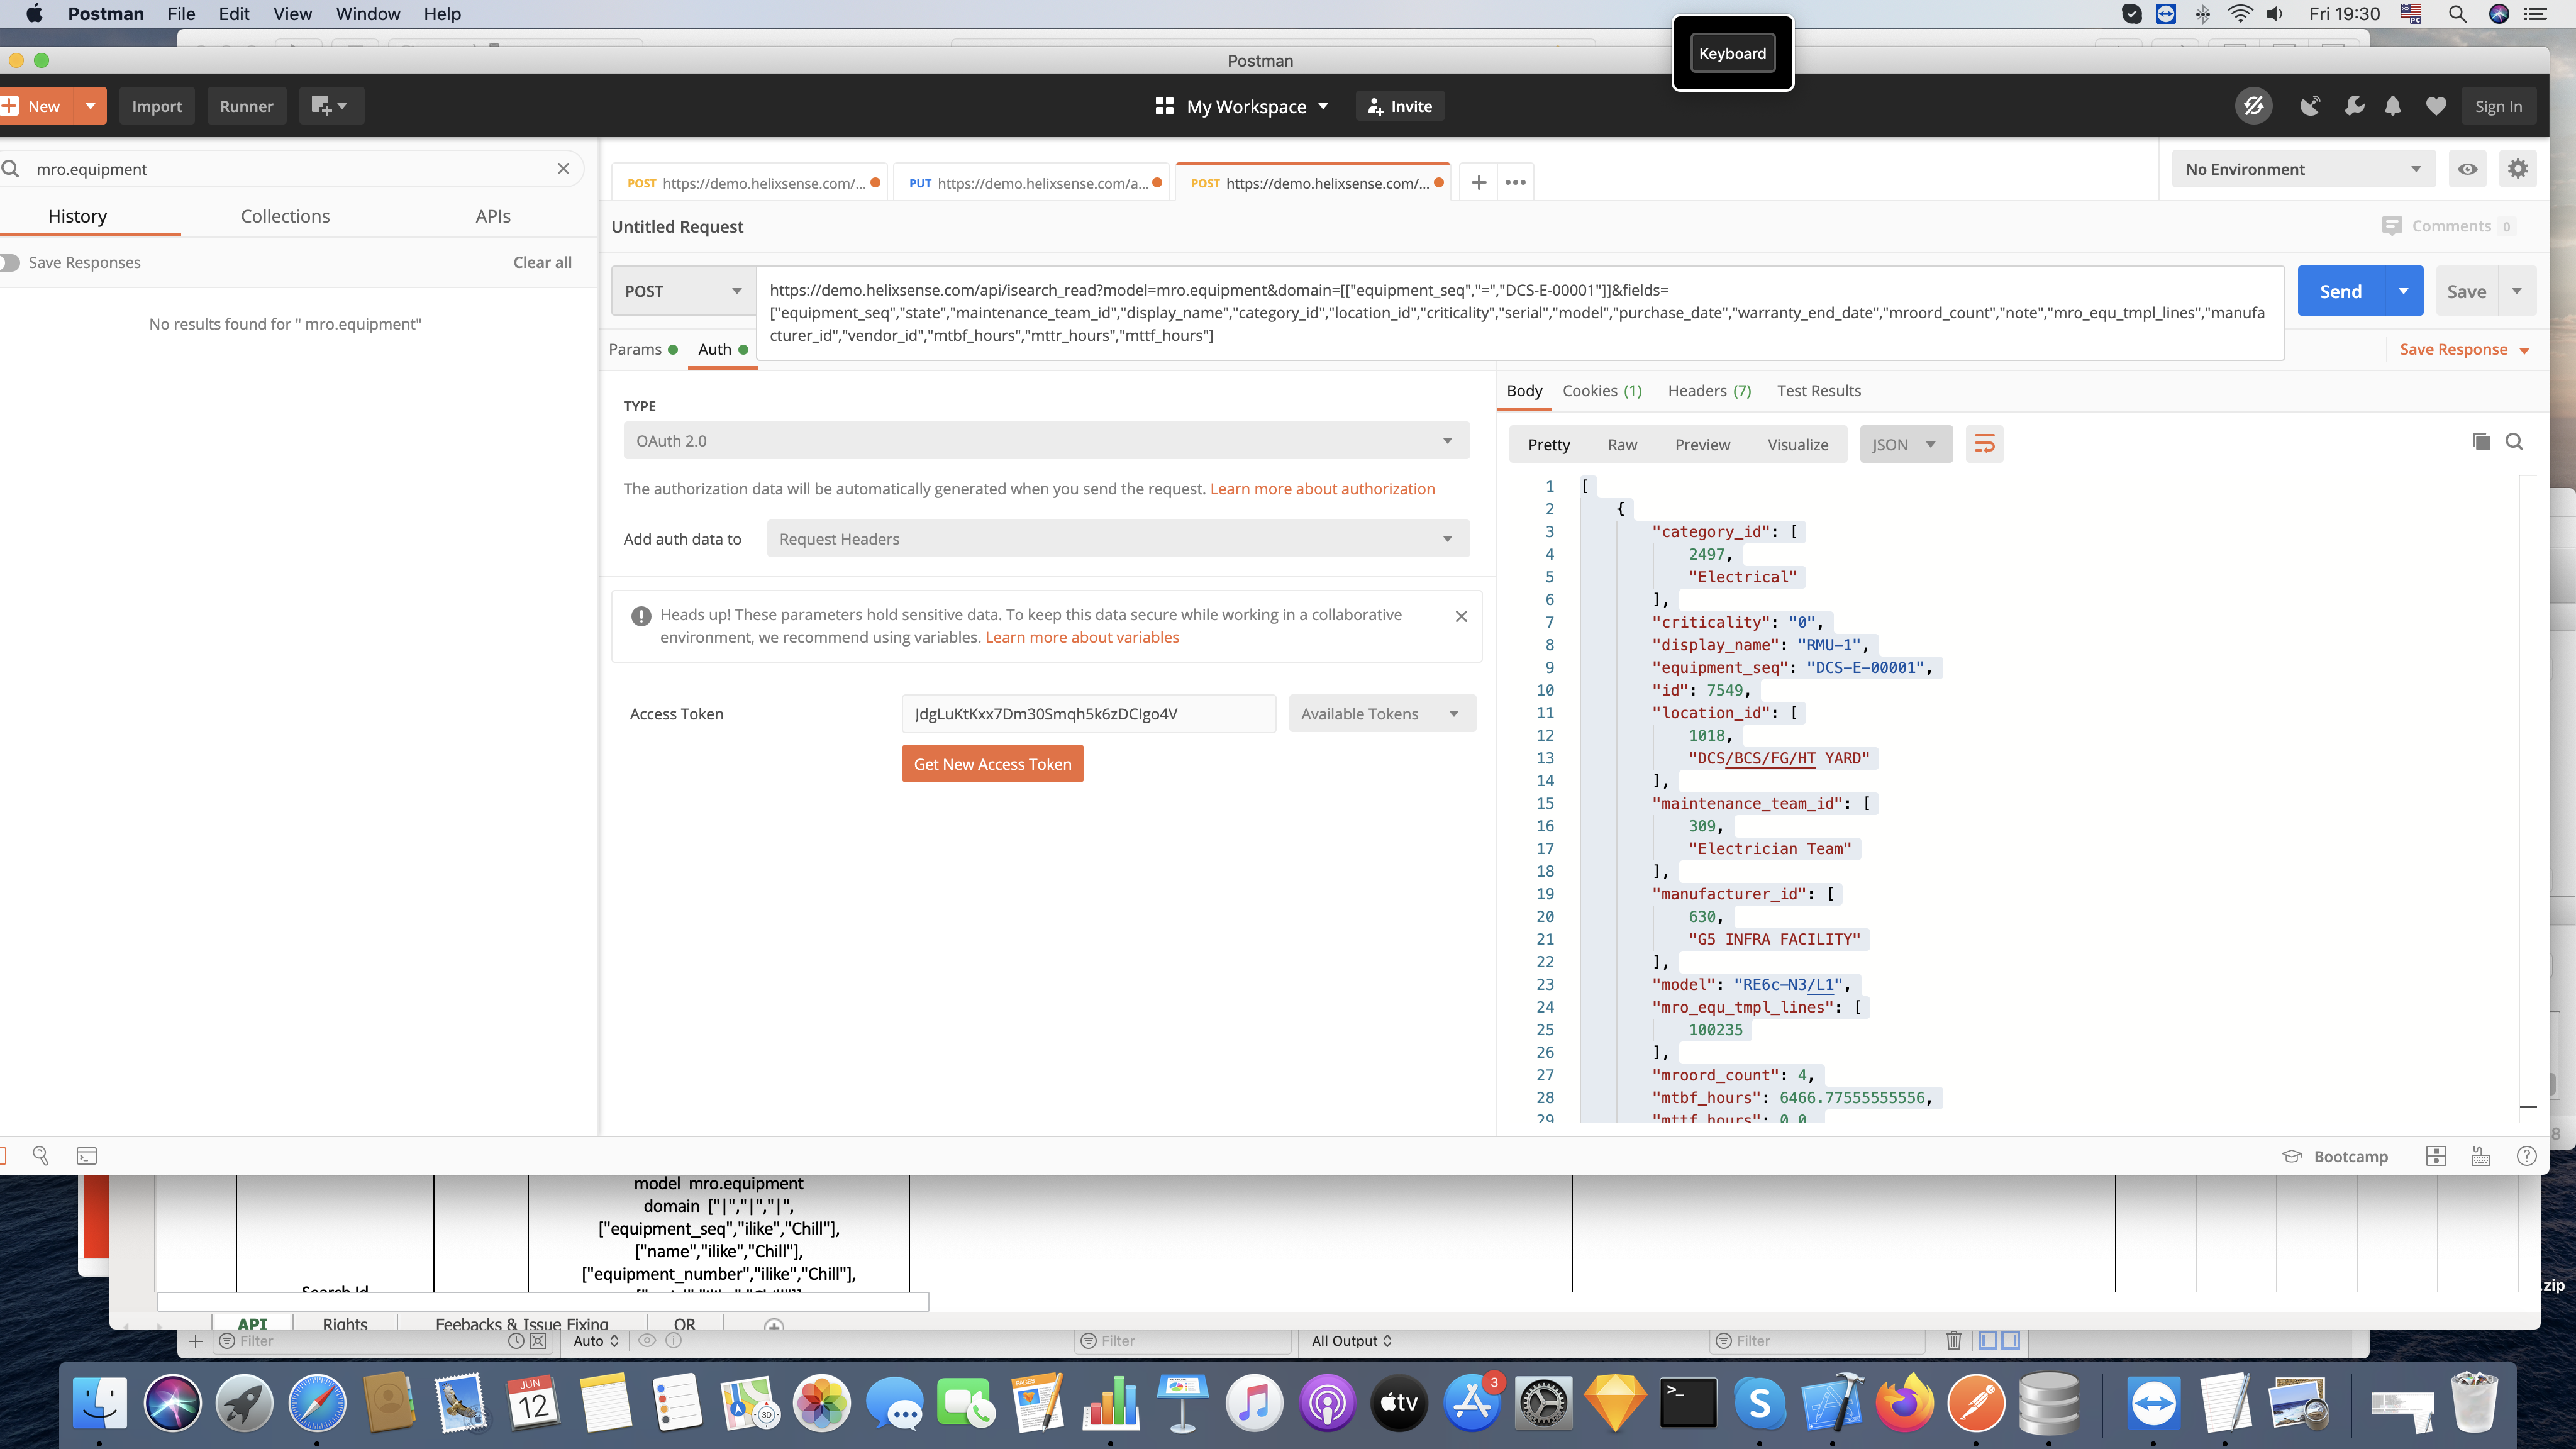 Postman File Edit View Window Help Fri 19:30
Keyboard
Postman
New Import Runner My Workspace Invite Sign In
mro.equipment
History Collections APIs
Save Responses Clear all
No results found for " mro.equipment"
POST https://demo.helixsense.com/... PUT https://demo.helixsense.com/a... POST https://demo.helixsense.com/...
No Environment
Untitled Request
Comments 0
POST
https://demo.helixsense.com/api/isearch_read?model=mro.equipment&domain=[["equipment_seq","=","DCS-E-00001"]]&fields=
["equipment_seq","state","maintenance_team_id","display_name","category_id","location_id","criticality","serial","model","purchase_date","warranty_end_date","mroord_count","note","mro_equ_tmpl_lines","manufa
cturer_id","vendor_id","mtbf_hours","mttr_hours","mttf_hours"]
Send Save
Params Auth
Save Response
TYPE
OAuth 2.0
The authorization data will be automatically generated when you send the request. Learn more about authorization
Add auth data to Request Headers
Heads up! These parameters hold sensitive data. To keep this data secure while working in a collaborative
environment, we recommend using variables. Learn more about variables
Access Token JdgLuKtKxx7Dm30Smqh5k6zDCIgo4V Available Tokens
Get New Access Token
Body Cookies (1) Headers (7) Test Results
Pretty Raw Preview Visualize JSON
1 [
2 {
3 "category_id": [
4 2497,
5 "Electrical"
6 ],
7 "criticality": "0",
8 "display_name": "RMU-1",
9 "equipment_seq": "DCS-E-00001",
10 "id": 7549,
11 "location_id": [
12 1018,
13 "DCS/BCS/FG/HT YARD"
14 ],
15 "maintenance_team_id": [
16 309,
17 "Electrician Team"
18 ],
19 "manufacturer_id": [
20 630,
21 "G5 INFRA FACILITY"
22 ],
23 "model": "RE6c-N3/L1",
24 "mro_equ_tmpl_lines": [
25 100235
26 ],
27 "mroord_count": 4,
28 "mtbf_hours": 6466.77555555556,
29 "mttf_hours": 0.0,
Bootcamp
8
model mro.equipment
domain ["|","|","|",
["equipment_seq","ilike","Chill"],
["name","ilike","Chill"],
["equipment_number","ilike","Chill"],
Search Id
.zip
API Rights Feebacks & Issue Fixing QR
Filter Auto Filter All Output Filter
JUN
12
PAGES
3D
tv
3